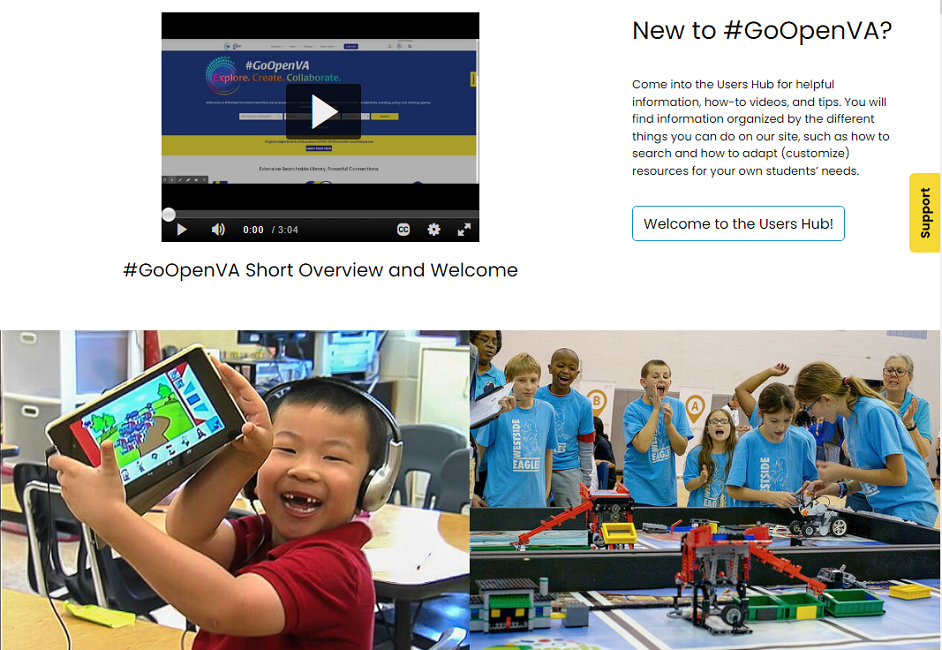 #GoOpenVA
Explore. Create. Collaborate.
Extensive Searchable Library, Powerful Connections
0:00 / 3:04
CC
#GoOpenVA Short Overview and Welcome
New to #GoOpenVA?
Come into the Users Hub for helpful
information, how-to videos, and tips. You will
find information organized by the different
things you can do on our site, such as how to
search and how to adapt (customize)
resources for your own students’ needs.
Welcome to the Users Hub!
Support
B
A
WESTSIDE
EAGLE
WESTSIDE
WESTSIDE